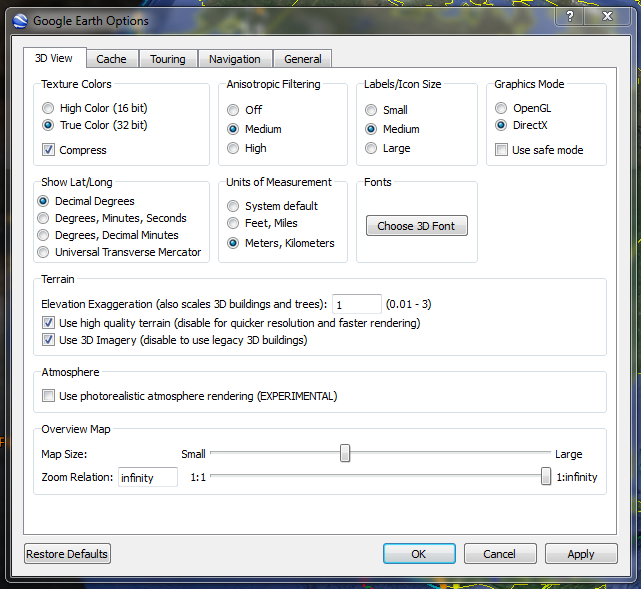 Google Earth Options
?
3D View Cache Touring Navigation General
Texture Colors
High Color (16 bit)
True Color (32 bit)
Compress
Anisotropic Filtering
Off
Medium
High
Labels/Icon Size
Small
Medium
Large
Graphics Mode
OpenGL
DirectX
Use safe mode
Show Lat/Long
Decimal Degrees
Degrees, Minutes, Seconds
Degrees, Decimal Minutes
Universal Transverse Mercator
Units of Measurement
System default
Feet, Miles
Meters, Kilometers
Fonts
Choose 3D Font
Terrain
Elevation Exaggeration (also scales 3D buildings and trees): 1 (0.01 - 3)
Use high quality terrain (disable for quicker resolution and faster rendering)
Use 3D Imagery (disable to use legacy 3D buildings)
Atmosphere
Use photorealistic atmosphere rendering (EXPERIMENTAL)
Overview Map
Map Size: Small Large
Zoom Relation: infinity 1:1 1:infinity
Restore Defaults OK Cancel Apply